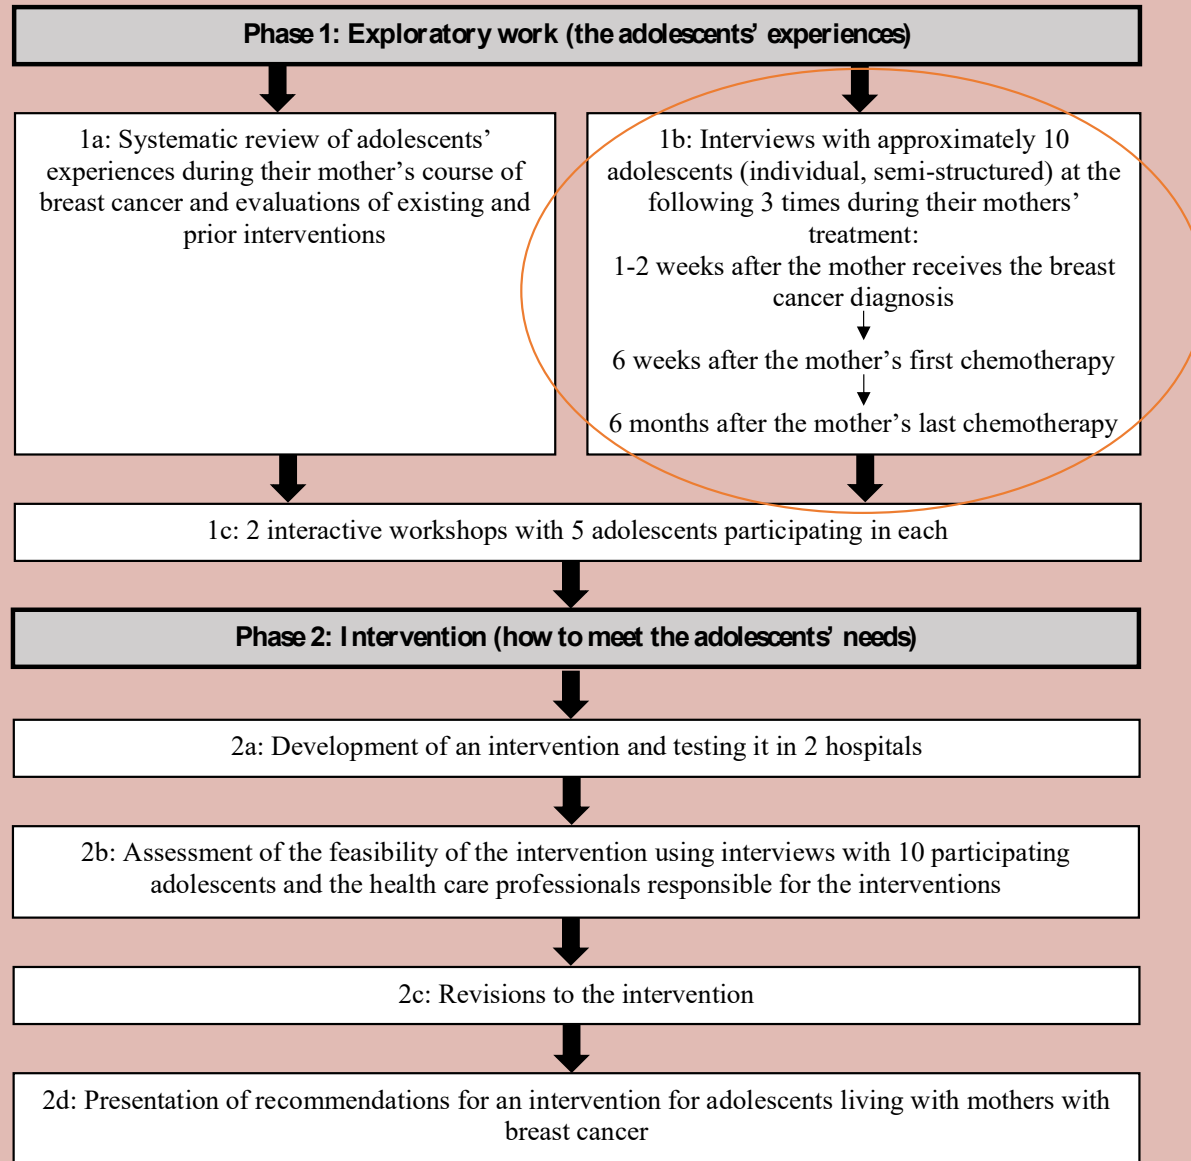 Phase 1: Exploratory work (the adolescents’ experiences)
1a: Systematic review of adolescents’
experiences during their mother’s course of
breast cancer and evaluations of existing and
prior interventions
1b: Interviews with approximately 10
adolescents (individual, semi-structured) at the
following 3 times during their mothers’
treatment:
1-2 weeks after the mother receives the breast
cancer diagnosis
6 weeks after the mother’s first chemotherapy
6 months after the mother’s last chemotherapy
1c: 2 interactive workshops with 5 adolescents participating in each
Phase 2: Intervention (how to meet the adolescents’ needs)
2a: Development of an intervention and testing it in 2 hospitals
2b: Assessment of the feasibility of the intervention using interviews with 10 participating
adolescents and the health care professionals responsible for the interventions
2c: Revisions to the intervention
2d: Presentation of recommendations for an intervention for adolescents living with mothers with
breast cancer